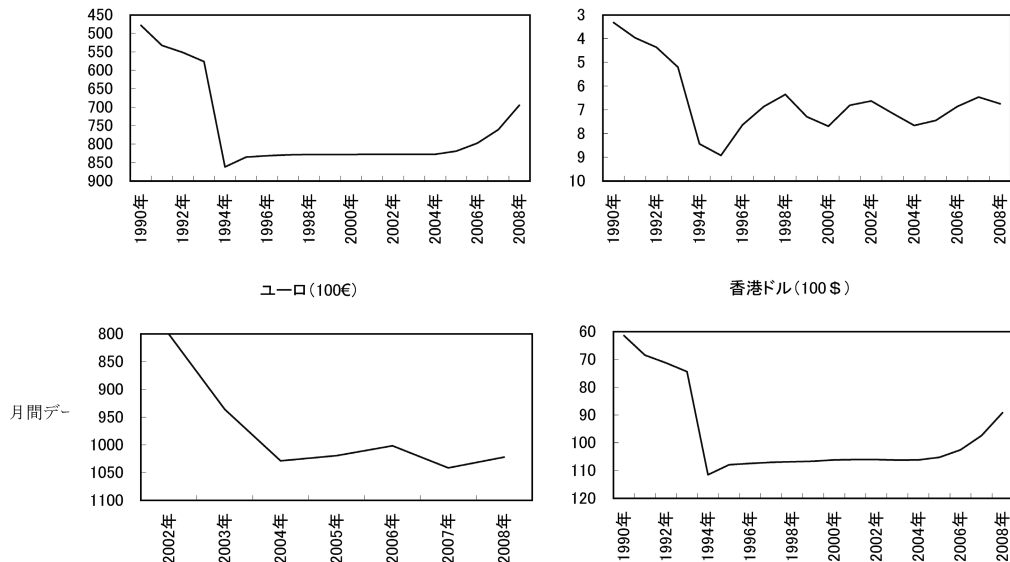 450
500
550
600
650
700
750
800
850
900
1990年
1992年
1994年
1996年
1998年
2000年
2002年
2004年
2006年
2008年
3
4
5
6
7
8
9
10
1990年
1992年
1994年
1996年
1998年
2000年
2002年
2004年
2006年
2008年
ユーロ(100€)
800
850
900
950
1000
1050
1100
2002年
2003年
2004年
2005年
2006年
2007年
2008年
香港ドル(100$)
60
70
80
90
100
110
120
1990年
1992年
1994年
1996年
1998年
2000年
2002年
2004年
2006年
2008年
月間デー